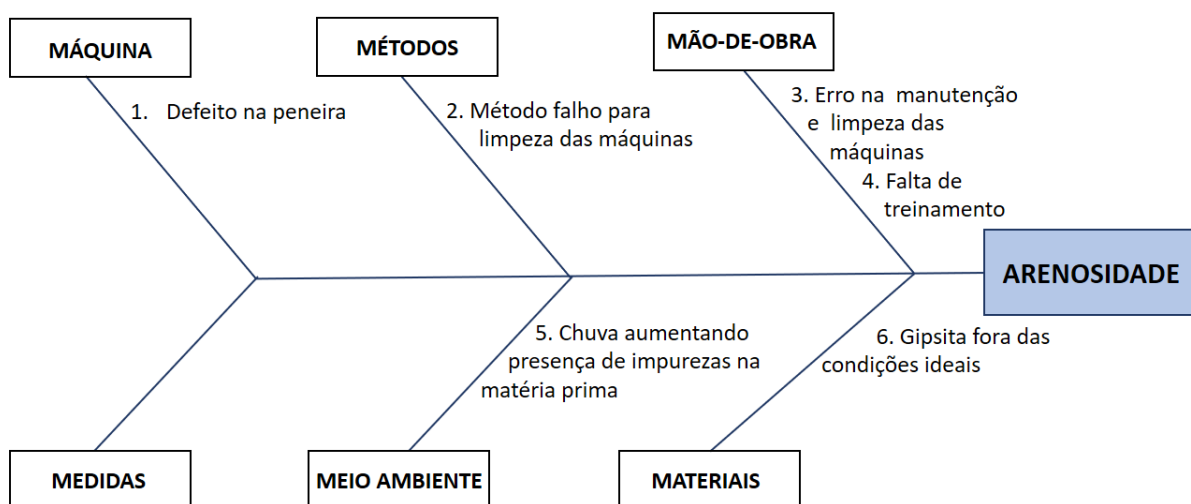 MÁQUINA
MÉTODOS
MÃO-DE-OBRA
1. Defeito na peneira
2. Método falho para
limpeza das máquinas
3. Erro na manutenção
e limpeza das
máquinas
4. Falta de
treinamento
ARENOSIDADE
5. Chuva aumentando
presença de impurezas na
matéria prima
6. Gipsita fora das
condições ideais
MEDIDAS
MEIO AMBIENTE
MATERIAIS